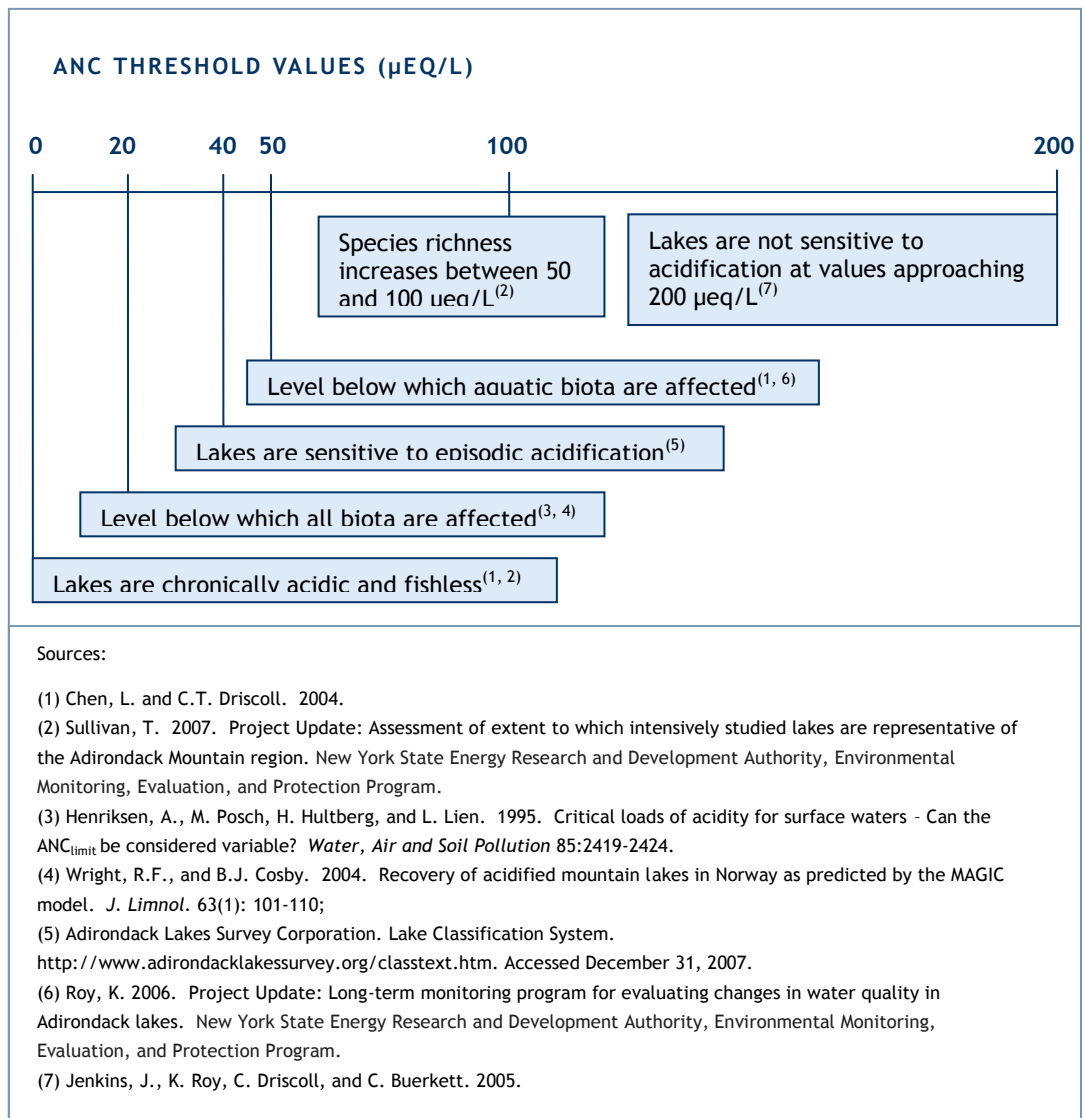 ANC THRESHOLD VALUES (µEQ/L)
0 20 40 50 100 200
Species richness
increases between 50
and 100 µeq/L(2)
Lakes are not sensitive to
acidification at values approaching
200 µeq/L(7)
Level below which aquatic biota are affected(1, 6)
Lakes are sensitive to episodic acidification(5)
Level below which all biota are affected(3, 4)
Lakes are chronically acidic and fishless(1, 2)
Sources:
(1) Chen, L. and C.T. Driscoll. 2004.
(2) Sullivan, T. 2007. Project Update: Assessment of extent to which intensively studied lakes are representative of
the Adirondack Mountain region. New York State Energy Research and Development Authority, Environmental
Monitoring, Evaluation, and Protection Program.
(3) Henriksen, A., M. Posch, H. Hultberg, and L. Lien. 1995. Critical loads of acidity for surface waters – Can the
ANClimit be considered variable? Water, Air and Soil Pollution 85:2419-2424.
(4) Wright, R.F., and B.J. Cosby. 2004. Recovery of acidified mountain lakes in Norway as predicted by the MAGIC
model. J. Limnol. 63(1): 101-110;
(5) Adirondack Lakes Survey Corporation. Lake Classification System.
http://www.adirondacklakessurvey.org/classtext.htm. Accessed December 31, 2007.
(6) Roy, K. 2006. Project Update: Long-term monitoring program for evaluating changes in water quality in
Adirondack lakes. New York State Energy Research and Development Authority, Environmental Monitoring,
Evaluation, and Protection Program.
(7) Jenkins, J., K. Roy, C. Driscoll, and C. Buerkett. 2005.